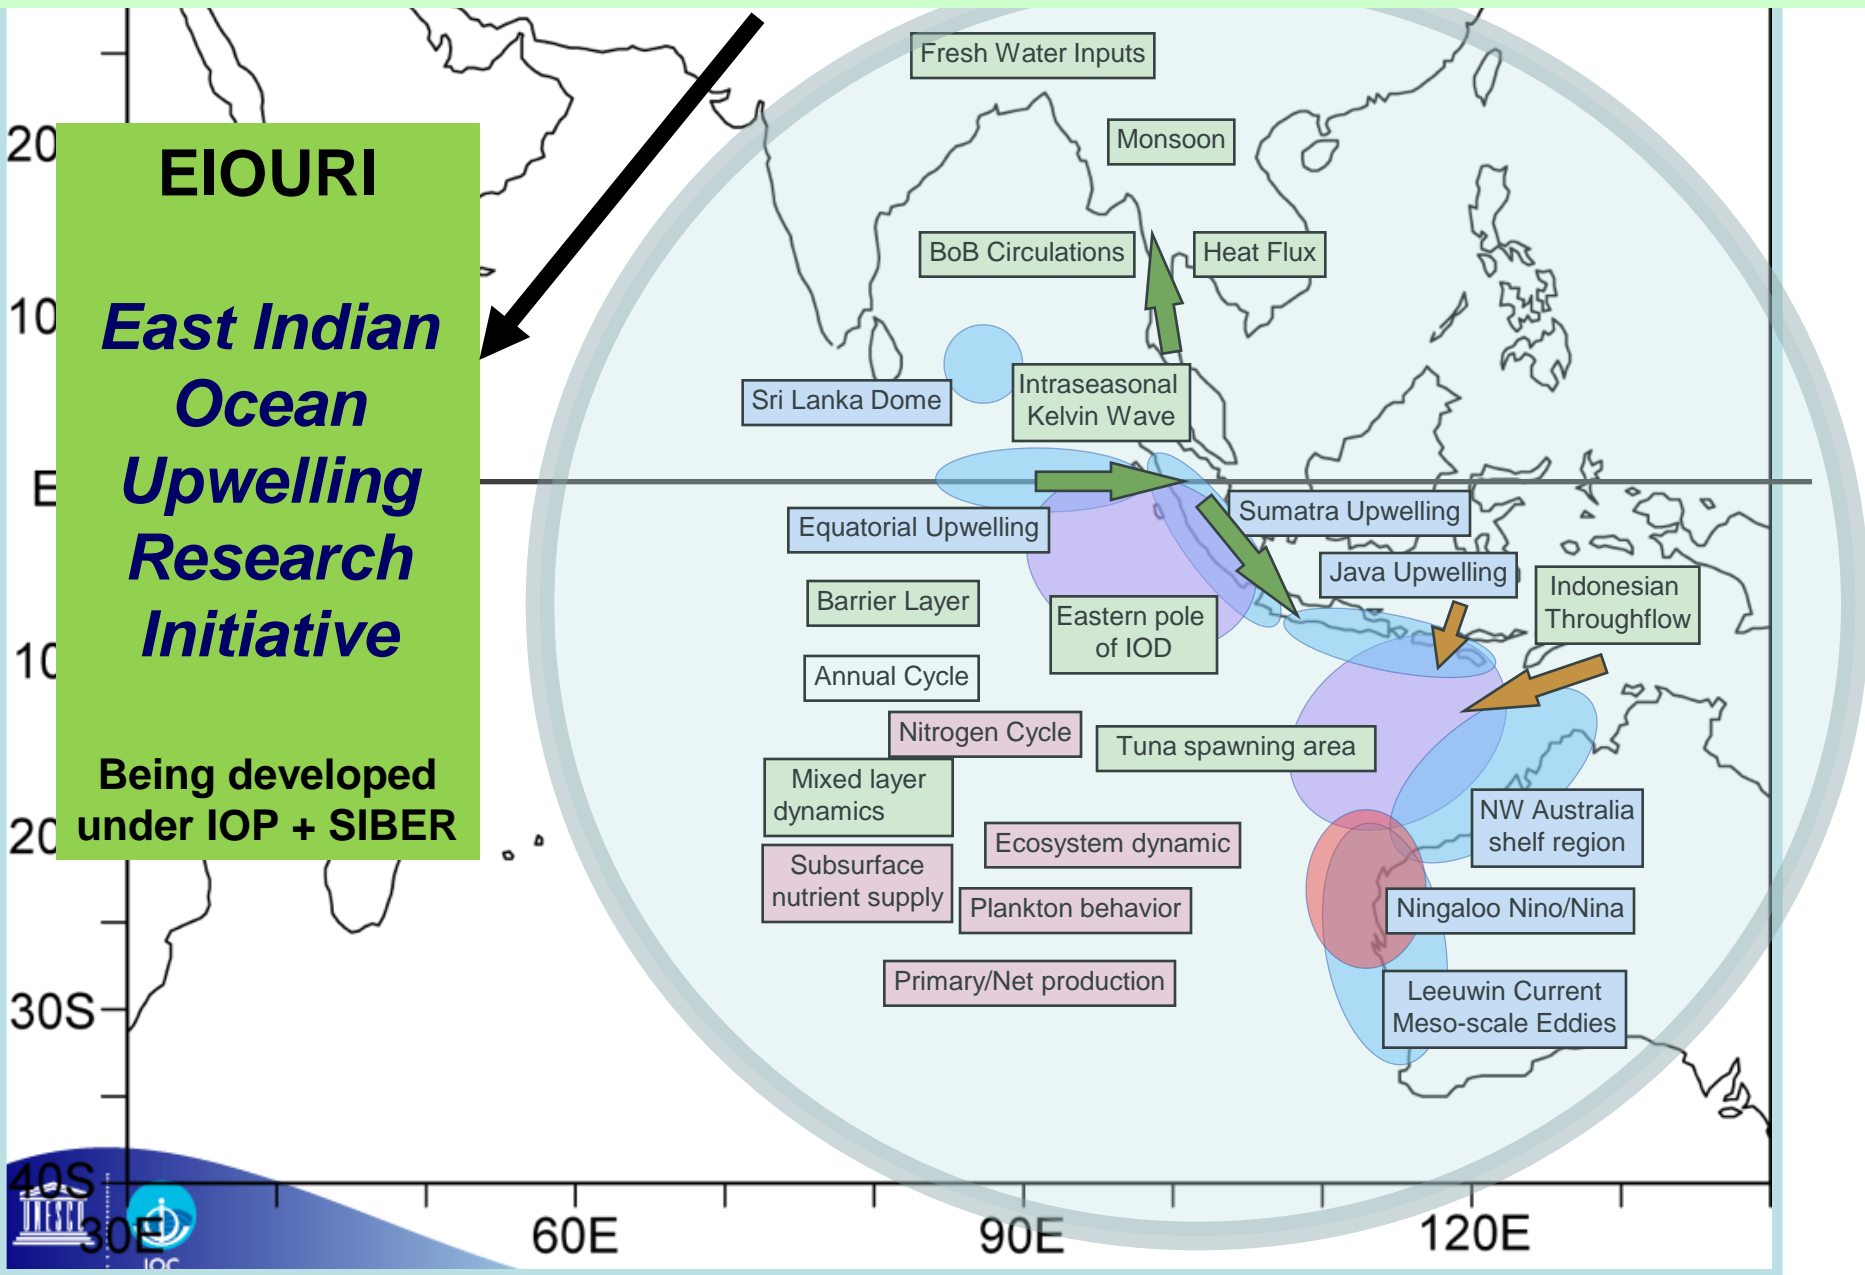 Fresh Water Inputs
Monsoon
20
EIOURI
BoB Circulations
Heat Flux
10
East Indian
Ocean
Upwelling
Research
Initiative
Sri Lanka Dome
Intraseasonal
Kelvin Wave
E
Equatorial Upwelling
Sumatra Upwelling
Java Upwelling
Indonesian
Throughflow
Barrier Layer
Eastern pole
of IOD
10
Annual Cycle
Nitrogen Cycle
Tuna spawning area
Being developed
under IOP + SIBER
Mixed layer
dynamics
NW Australia
shelf region
20
Ecosystem dynamic
Subsurface
nutrient supply
Plankton behavior
Ningaloo Nino/Nina
Primary/Net production
Leeuwin Current
Meso-scale Eddies
30S
40S
UNESCO
IOC
30E
60E
90E
120E